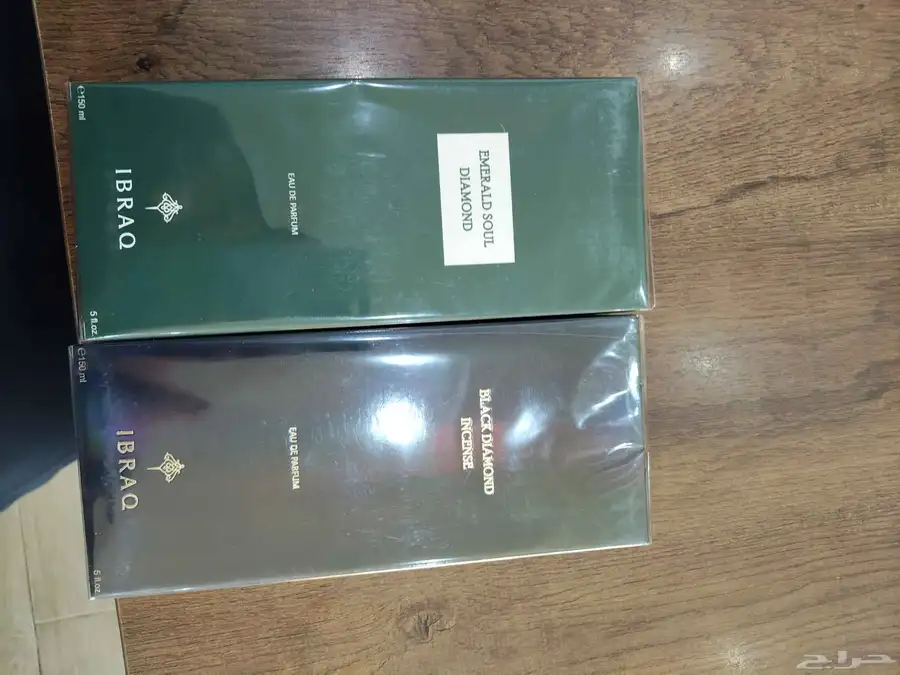 EMERALD SOUL
DIAMOND
EAU DE PARFUM
IBRAQ
℮150 ml
5 fl.oz.
BLACK DIAMOND
INCENSE
EAU DE PARFUM
IBRAQ
℮150 ml
5 fl.oz.
حراج